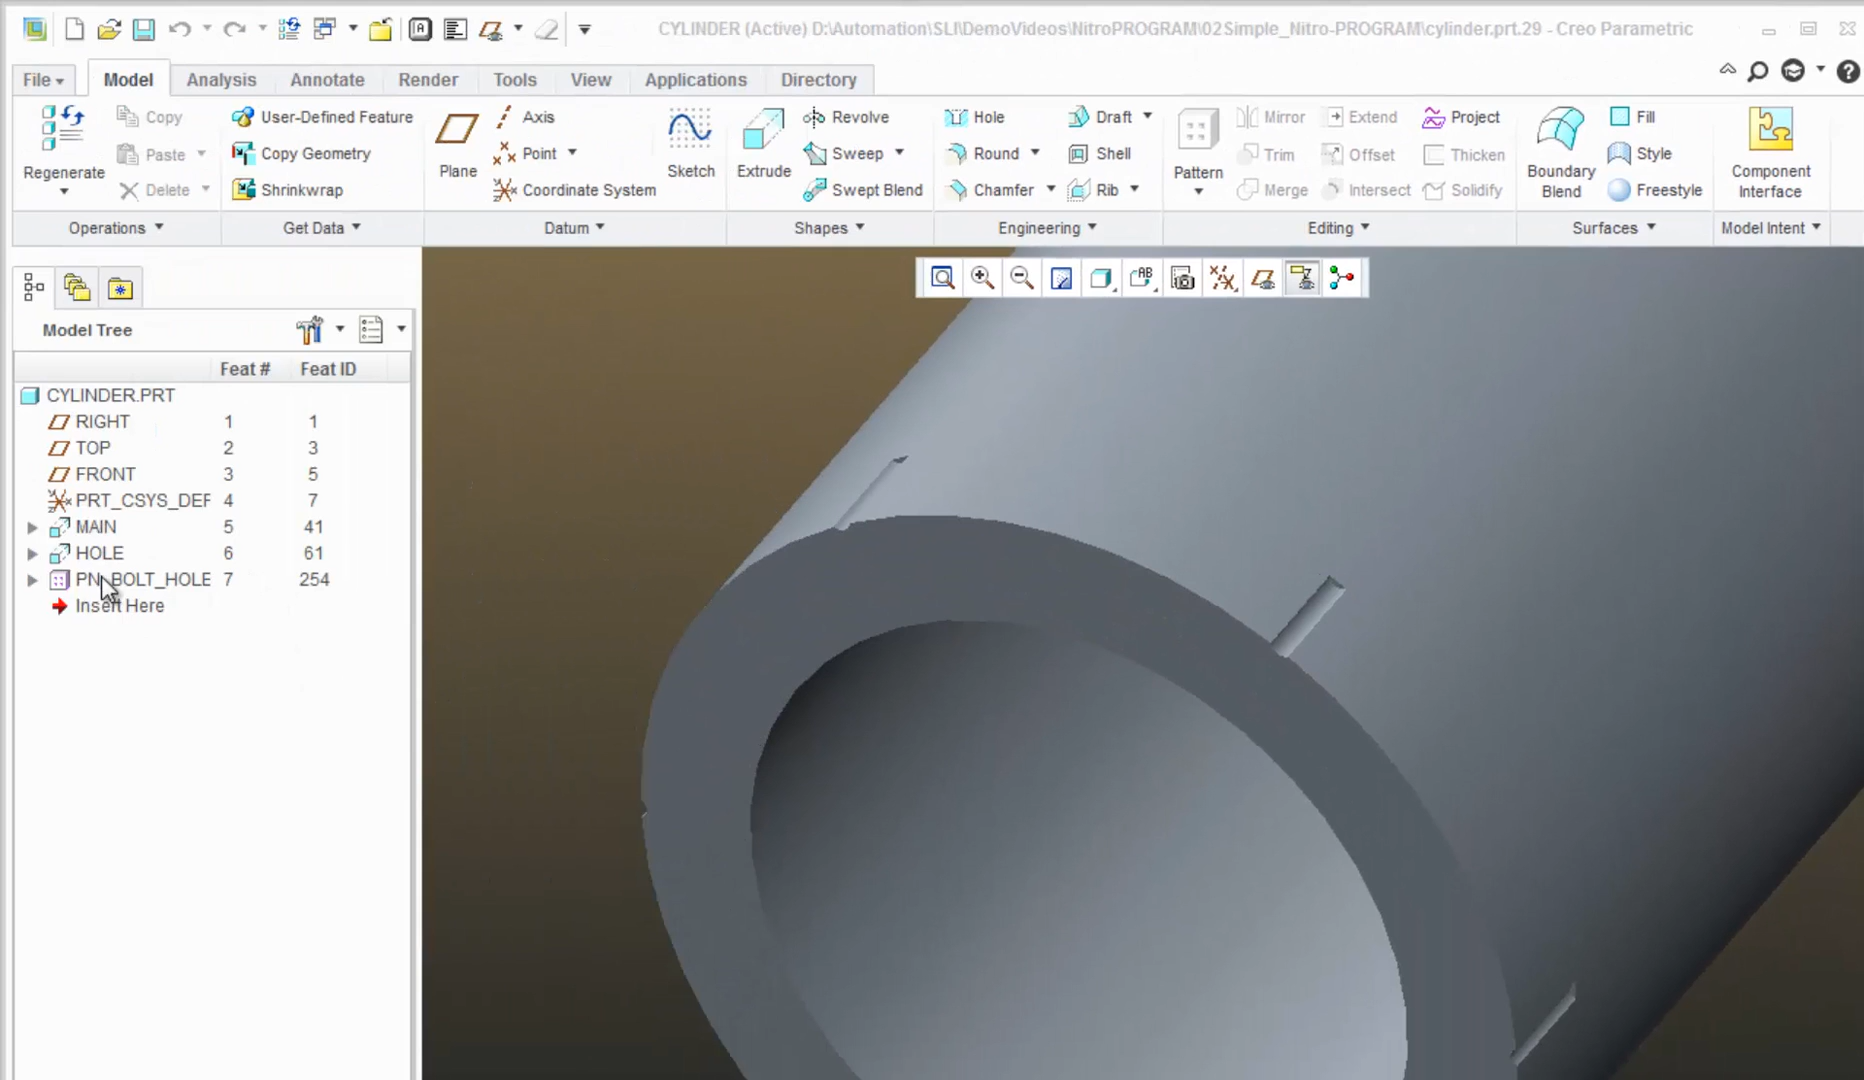 CYLINDER (Active) D:\Automation\SLI\DemoVideos\NitroPROGRAM\02Simple_Nitro-PROGRAM\cylinder.prt.29 - Creo Parametric
File Model Analysis Annotate Render Tools View Applications Directory
Regenerate Copy Paste Delete
Operations
User-Defined Feature
Copy Geometry
Shrinkwrap
Get Data
Plane Axis Point Coordinate System Sketch
Datum
Extrude Revolve Sweep Swept Blend
Shapes
Hole Draft
Round Shell
Chamfer Rib
Engineering
Pattern Mirror Extend Project
Trim Offset Thicken
Merge Intersect Solidify
Editing
Boundary Blend Fill Style Freestyle
Surfaces
Component Interface
Model Intent
Model Tree
Feat # Feat ID
CYLINDER.PRT
RIGHT 1 1
TOP 2 3
FRONT 3 5
PRT_CSYS_DEF 4 7
MAIN 5 41
HOLE 6 61
PN_BOLT_HOLE 7 254
Insert Here